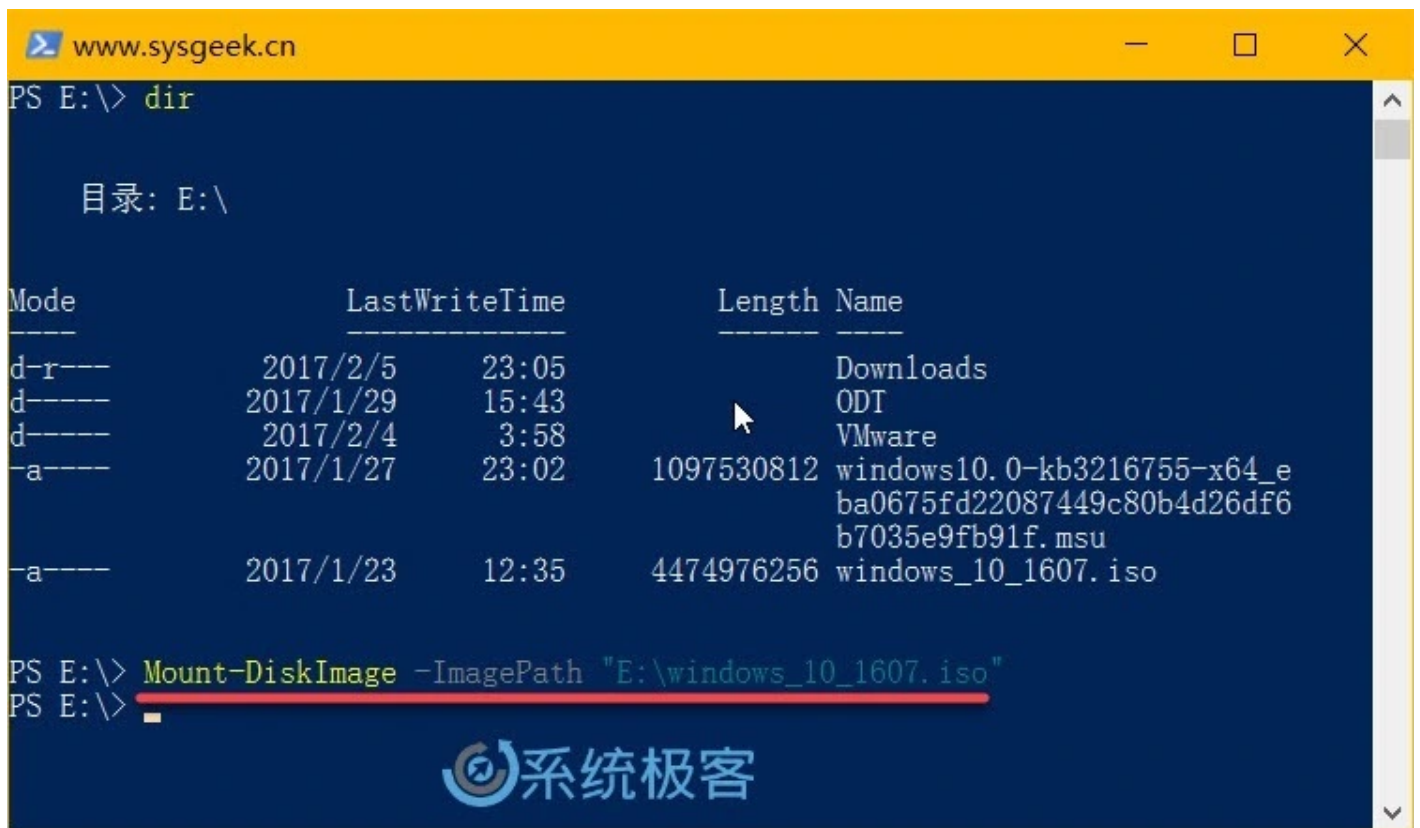 www.sysgeek.cn
PS E:\> dir
目录: E:\
Mode LastWriteTime Length Name
---- ------------- ------ ----
d-r--- 2017/2/5 23:05 Downloads
d----- 2017/1/29 15:43 ODT
d----- 2017/2/4 3:58 VMware
-a---- 2017/1/27 23:02 1097530812 windows10.0-kb3216755-x64_e
ba0675fd22087449c80b4d26df6
b7035e9fb91f.msu
-a---- 2017/1/23 12:35 4474976256 windows_10_1607.iso
PS E:\> Mount-DiskImage -ImagePath "E:\windows_10_1607.iso"
PS E:\>
系统极客